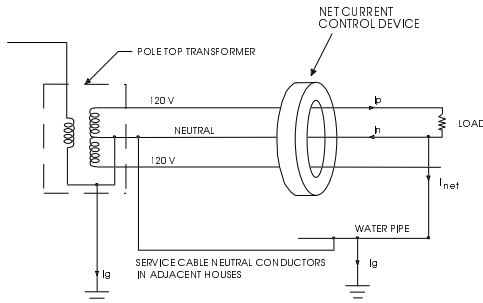 NET CURRENT
CONTROL DEVICE
POLE TOP TRANSFORMER
120 V
Ip
NEUTRAL
In
LOAD
120 V
Inet
WATER PIPE
SERVICE CABLE NEUTRAL CONDUCTORS
IN ADJACENT HOUSES
Ig
Ig